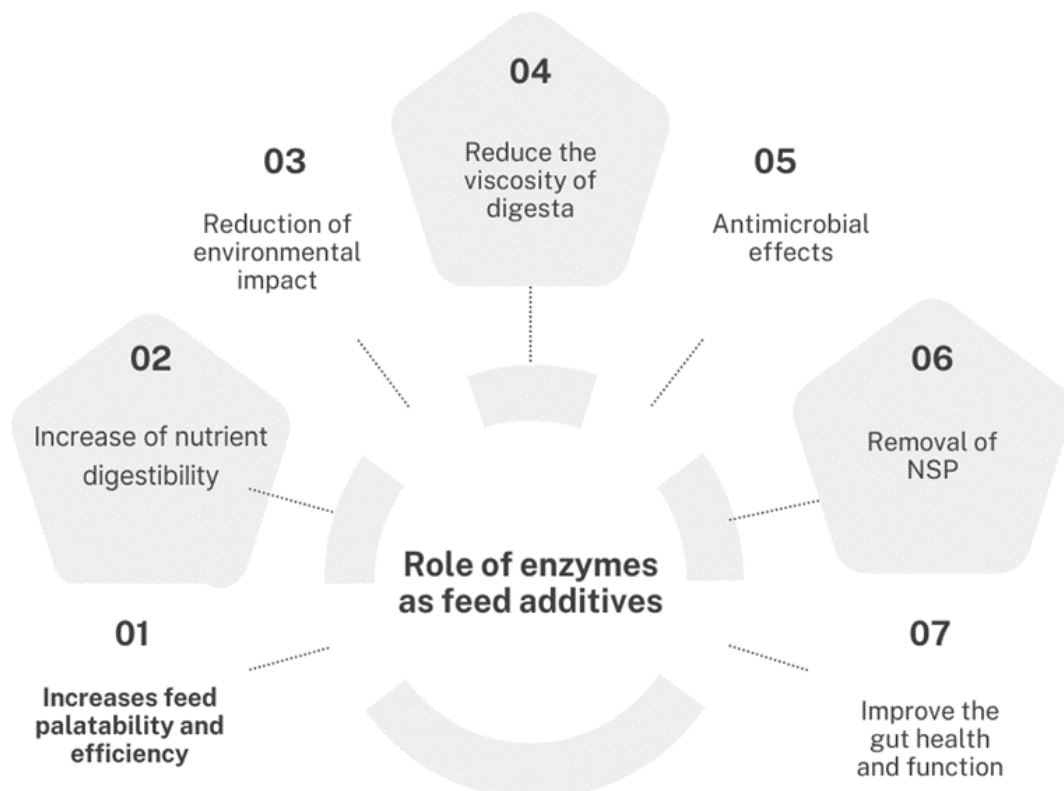 04
Reduce the
viscosity of
digesta
03
Reduction of
environmental
impact
05
Antimicrobial
effects
02
Increase of nutrient
digestibility
06
Removal of
NSP
Role of enzymes
as feed additives
01
Increases feed
palatability and
efficiency
07
Improve the
gut health
and function